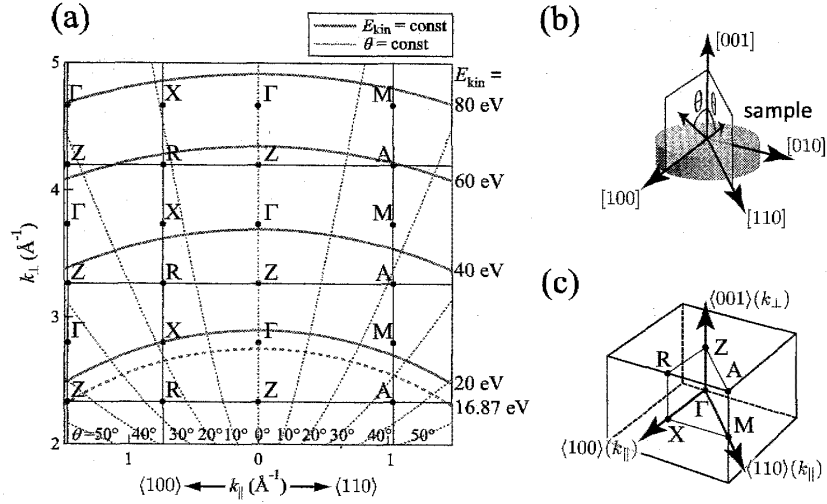 (a)
E_kin = const
θ = const
5
4
3
2
k⊥ (Å⁻¹)
E_kin =
80 eV
60 eV
40 eV
20 eV
16.87 eV
Γ X Γ M
Z R Z A
Γ X Γ M
Z R Z A
Γ X Γ M
Z R Z A
θ=50° 40° 30° 20° 10° 0° 10° 20° 30° 40° 50°
1 0 1
⟨100⟩ k∥ (Å⁻¹) ⟨110⟩
(b)
[001]
θ θ
sample
[010]
[100]
[110]
(c)
⟨001⟩(k⊥)
Z
R
A
Γ
X
M
⟨100⟩(k∥)
⟨110⟩(k∥)